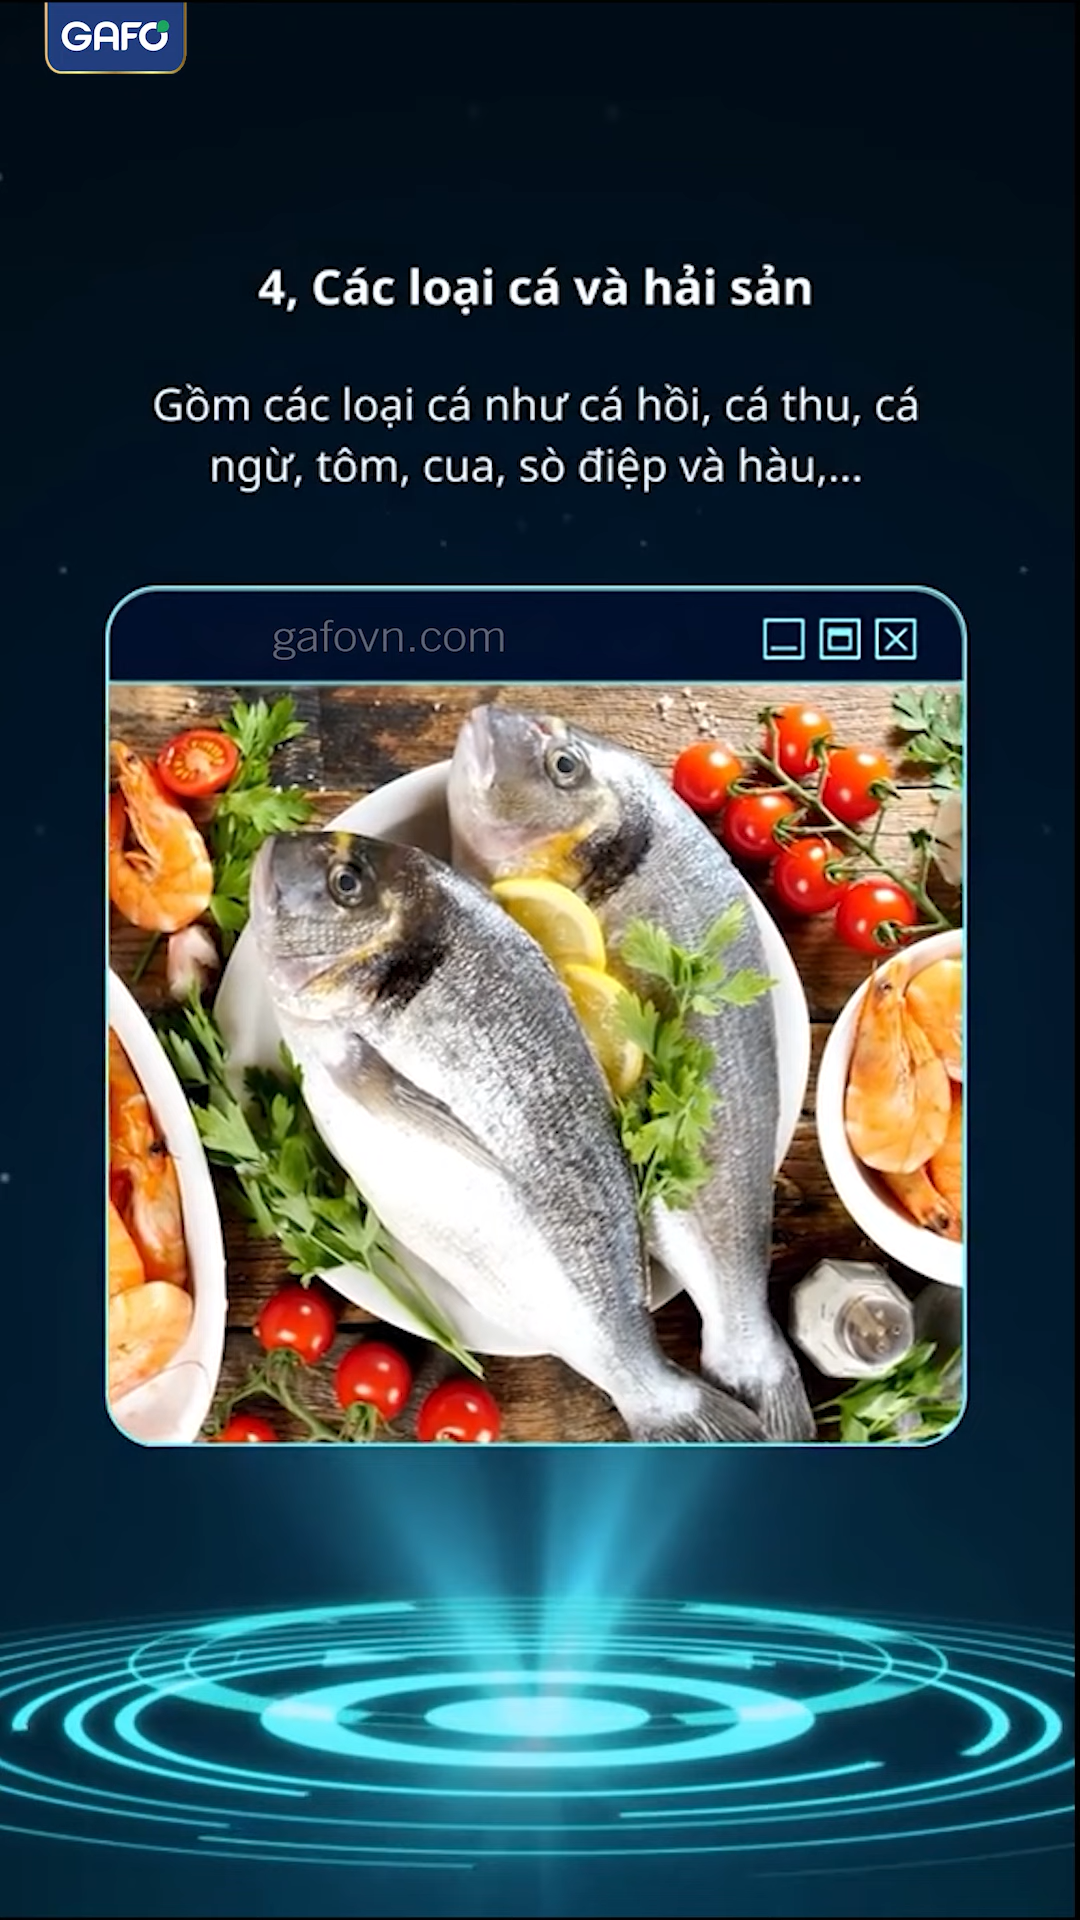 GAFO
4, Các loại cá và hải sản
Gồm các loại cá như cá hồi, cá thu, cá
ngừ, tôm, cua, sò điệp và hàu,...
gafovn.com